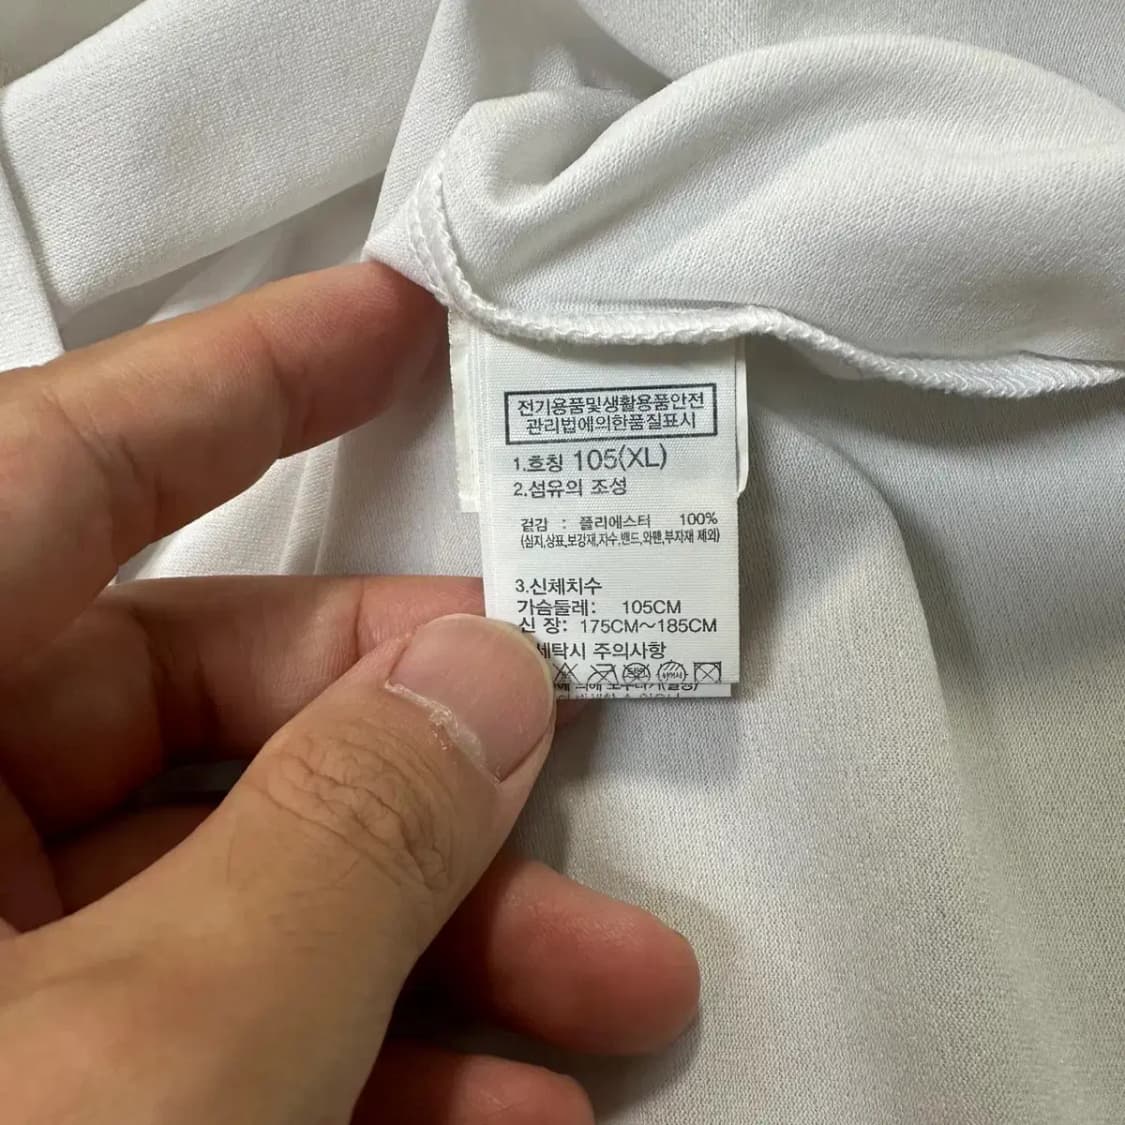 전기용품및생활용품안전
관리법에의한품질표시
1.호칭 105(XL)
2.섬유의 조성
겉감 : 폴리에스터 100%
(심지,상표,보강재,자수,밴드,와팬,부자재 제외)
3.신체치수
가슴둘레: 105CM
신 장: 175CM~185CM
세탁시 주의사항